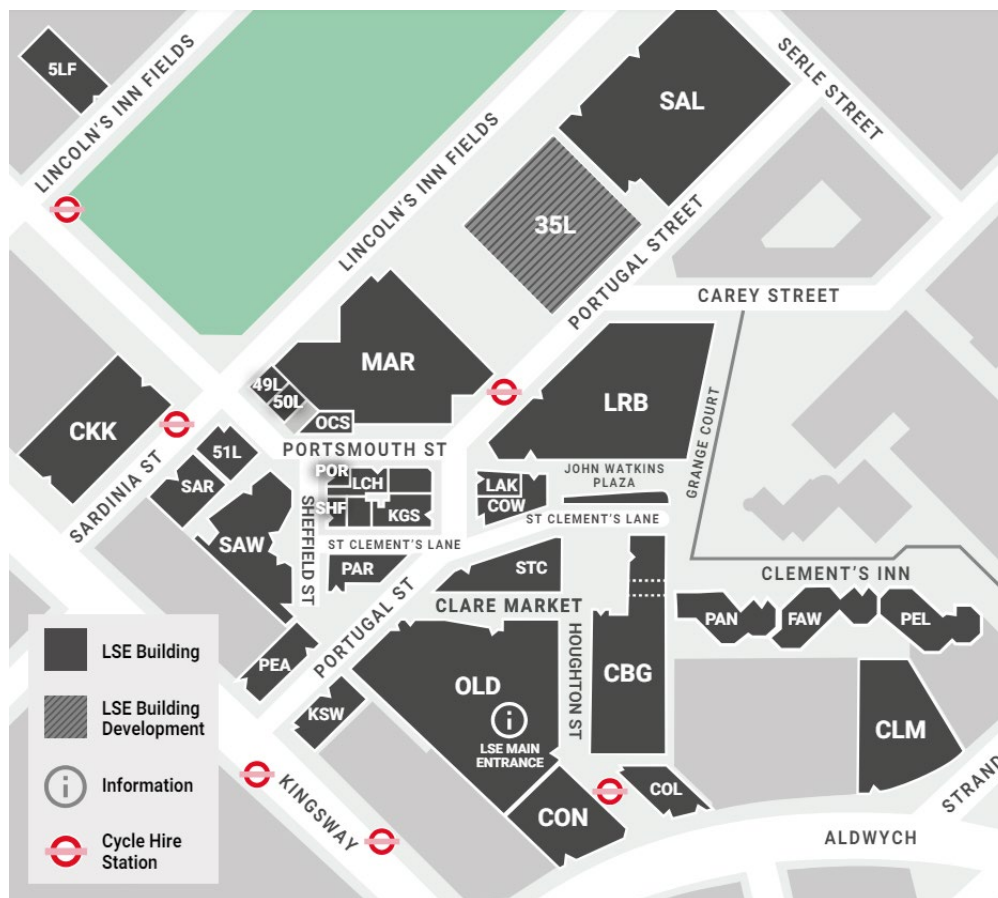 5LF
LINCOLN'S INN FIELDS
LINCOLN'S INN FIELDS
SAL
SERLE STREET
35L
PORTUGAL STREET
CAREY STREET
MAR
49L
50L
OCS
LRB
GRANGE COURT
CKK
SARDINIA ST
51L
SAR
SAW
PORTSMOUTH ST
POR
LCH
SHF
KGS
SHEFFIELD ST
LAK
COW
JOHN WATKINS
PLAZA
ST CLEMENT'S LANE
ST CLEMENT'S LANE
PAR
STC
CLARE MARKET
CLEMENT'S INN
PAN
FAW
PEL
PORTUGAL ST
PEA
KSW
OLD
LSE MAIN
ENTRANCE
HOUGHTON ST
CBG
CLM
CON
COL
KINGSWAY
ALDWYCH
STRAND
LSE Building
LSE Building
Development
Information
Cycle Hire
Station